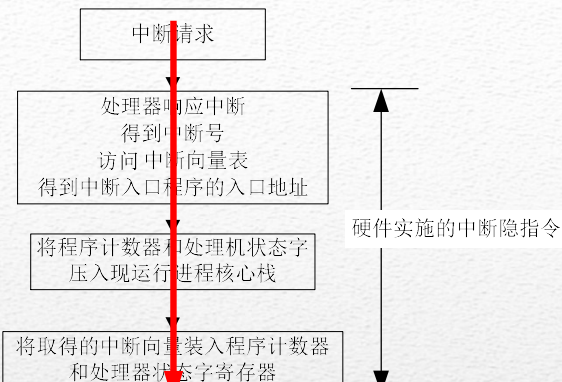 中断请求
处理器响应中断
得到中断号
访问中断向量表
得到中断入口程序的入口地址
硬件实施的中断隐指令
将程序计数器和处理机状态字
压入现运行进程核心栈
将取得的中断向量装入程序计数器
和处理器状态字寄存器